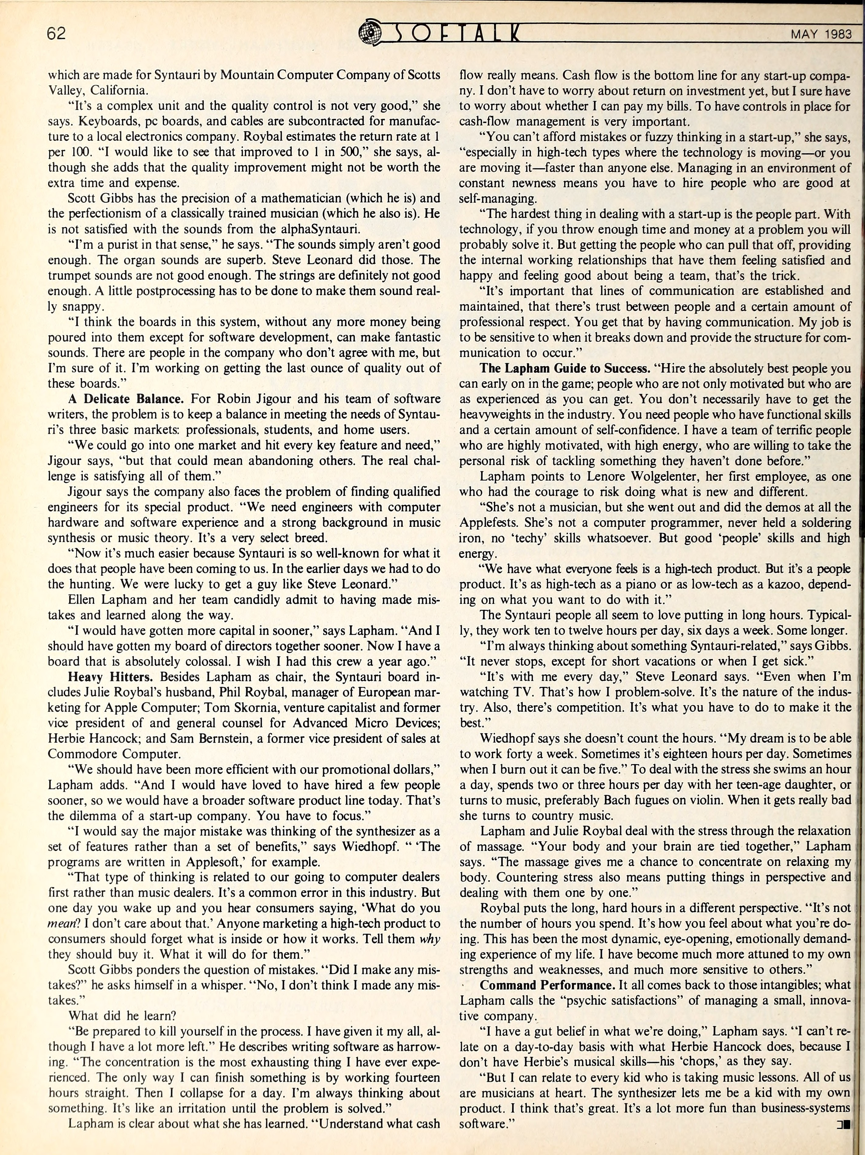 62
SOFTALK
MAY 1983
which are made for Syntauri by Mountain Computer Company of Scotts
Valley, California.
“It’s a complex unit and the quality control is not very good,” she
says. Keyboards, pc boards, and cables are subcontracted for manufac-
ture to a local electronics company. Roybal estimates the return rate at 1
per 100. “I would like to see that improved to 1 in 500,” she says, al-
though she adds that the quality improvement might not be worth the
extra time and expense.
Scott Gibbs has the precision of a mathematician (which he is) and
the perfectionism of a classically trained musician (which he also is). He
is not satisfied with the sounds from the alphaSyntauri.
“I’m a purist in that sense,” he says. “The sounds simply aren’t good
enough. The organ sounds are superb. Steve Leonard did those. The
trumpet sounds are not good enough. The strings are definitely not good
enough. A little postprocessing has to be done to make them sound real-
ly snappy.
“I think the boards in this system, without any more money being
poured into them except for software development, can make fantastic
sounds. There are people in the company who don’t agree with me, but
I’m sure of it. I’m working on getting the last ounce of quality out of
these boards.”
A Delicate Balance. For Robin Jigour and his team of software
writers, the problem is to keep a balance in meeting the needs of Syntau-
ri’s three basic markets: professionals, students, and home users.
“We could go into one market and hit every key feature and need,”
Jigour says, “but that could mean abandoning others. The real chal-
lenge is satisfying all of them.”
Jigour says the company also faces the problem of finding qualified
engineers for its special product. “We need engineers with computer
hardware and software experience and a strong background in music
synthesis or music theory. It’s a very select breed.
“Now it’s much easier because Syntauri is so well-known for what it
does that people have been coming to us. In the earlier days we had to do
the hunting. We were lucky to get a guy like Steve Leonard.”
Ellen Lapham and her team candidly admit to having made mis-
takes and learned along the way.
“I would have gotten more capital in sooner,” says Lapham. “And I
should have gotten my board of directors together sooner. Now I have a
board that is absolutely colossal. I wish I had this crew a year ago.”
Heavy Hitters. Besides Lapham as chair, the Syntauri board in-
cludes Julie Roybal’s husband, Phil Roybal, manager of European mar-
keting for Apple Computer; Tom Skornia, venture capitalist and former
vice president of and general counsel for Advanced Micro Devices;
Herbie Hancock; and Sam Bernstein, a former vice president of sales at
Commodore Computer.
“We should have been more efficient with our promotional dollars,”
Lapham adds. “And I would have loved to have hired a few people
sooner, so we would have a broader software product line today. That’s
the dilemma of a start-up company. You have to focus.”
“I would say the major mistake was thinking of the synthesizer as a
set of features rather than a set of benefits,” says Wiedhopf. “ ‘The
programs are written in Applesoft,’ for example.
“That type of thinking is related to our going to computer dealers
first rather than music dealers. It’s a common error in this industry. But
one day you wake up and you hear consumers saying, ‘What do you
mean? I don’t care about that.’ Anyone marketing a high-tech product to
consumers should forget what is inside or how it works. Tell them why
they should buy it. What it will do for them.”
Scott Gibbs ponders the question of mistakes. “Did I make any mis-
takes?” he asks himself in a whisper. “No, I don’t think I made any mis-
takes.”
What did he learn?
“Be prepared to kill yourself in the process. I have given it my all, al-
though I have a lot more left.” He describes writing software as harrow-
ing. “The concentration is the most exhausting thing I have ever expe-
rienced. The only way I can finish something is by working fourteen
hours straight. Then I collapse for a day. I’m always thinking about
something. It’s like an irritation until the problem is solved.”
Lapham is clear about what she has learned. “Understand what cash
flow really means. Cash flow is the bottom line for any start-up compa-
ny. I don’t have to worry about return on investment yet, but I sure have
to worry about whether I can pay my bills. To have controls in place for
cash-flow management is very important.
“You can’t afford mistakes or fuzzy thinking in a start-up,” she says,
“especially in high-tech types where the technology is moving—or you
are moving it—faster than anyone else. Managing in an environment of
constant newness means you have to hire people who are good at
self-managing.
“The hardest thing in dealing with a start-up is the people part. With
technology, if you throw enough time and money at a problem you will
probably solve it. But getting the people who can pull that off, providing
the internal working relationships that have them feeling satisfied and
happy and feeling good about being a team, that’s the trick.
“It’s important that lines of communication are established and
maintained, that there’s trust between people and a certain amount of
professional respect. You get that by having communication. My job is
to be sensitive to when it breaks down and provide the structure for com-
munication to occur.”
The Lapham Guide to Success. “Hire the absolutely best people you
can early on in the game; people who are not only motivated but who are
as experienced as you can get. You don’t necessarily have to get the
heavyweights in the industry. You need people who have functional skills
and a certain amount of self-confidence. I have a team of terrific people
who are highly motivated, with high energy, who are willing to take the
personal risk of tackling something they haven’t done before.”
Lapham points to Lenore Wolgelenter, her first employee, as one
who had the courage to risk doing what is new and different.
“She’s not a musician, but she went out and did the demos at all the
Applefests. She’s not a computer programmer, never held a soldering
iron, no ‘techy’ skills whatsoever. But good ‘people’ skills and high
energy.
“We have what everyone feels is a high-tech product. But it’s a people
product. It’s as high-tech as a piano or as low-tech as a kazoo, depend-
ing on what you want to do with it.”
The Syntauri people all seem to love putting in long hours. Typical-
ly, they work ten to twelve hours per day, six days a week. Some longer.
“I’m always thinking about something Syntauri-related,” says Gibbs.
“It never stops, except for short vacations or when I get sick.”
“It’s with me every day,” Steve Leonard says. “Even when I’m
watching TV. That’s how I problem-solve. It’s the nature of the indus-
try. Also, there’s competition. It’s what you have to do to make it the
best.”
Wiedhopf says she doesn’t count the hours. “My dream is to be able
to work forty a week. Sometimes it’s eighteen hours per day. Sometimes
when I burn out it can be five.” To deal with the stress she swims an hour
a day, spends two or three hours per day with her teen-age daughter, or
turns to music, preferably Bach fugues on violin. When it gets really bad
she turns to country music.
Lapham and Julie Roybal deal with the stress through the relaxation
of massage. “Your body and your brain are tied together,” Lapham
says. “The massage gives me a chance to concentrate on relaxing my
body. Countering stress also means putting things in perspective and
dealing with them one by one.”
Roybal puts the long, hard hours in a different perspective. “It’s not
the number of hours you spend. It’s how you feel about what you’re do-
ing. This has been the most dynamic, eye-opening, emotionally demand-
ing experience of my life. I have become much more attuned to my own
strengths and weaknesses, and much more sensitive to others.”
Command Performance. It all comes back to those intangibles; what
Lapham calls the “psychic satisfactions” of managing a small, innova-
tive company.
“I have a gut belief in what we’re doing,” Lapham says. “I can’t re-
late on a day-to-day basis with what Herbie Hancock does, because I
don’t have Herbie’s musical skills—his ‘chops,’ as they say.
“But I can relate to every kid who is taking music lessons. All of us
are musicians at heart. The synthesizer lets me be a kid with my own
product. I think that’s great. It’s a lot more fun than business-systems
software.”